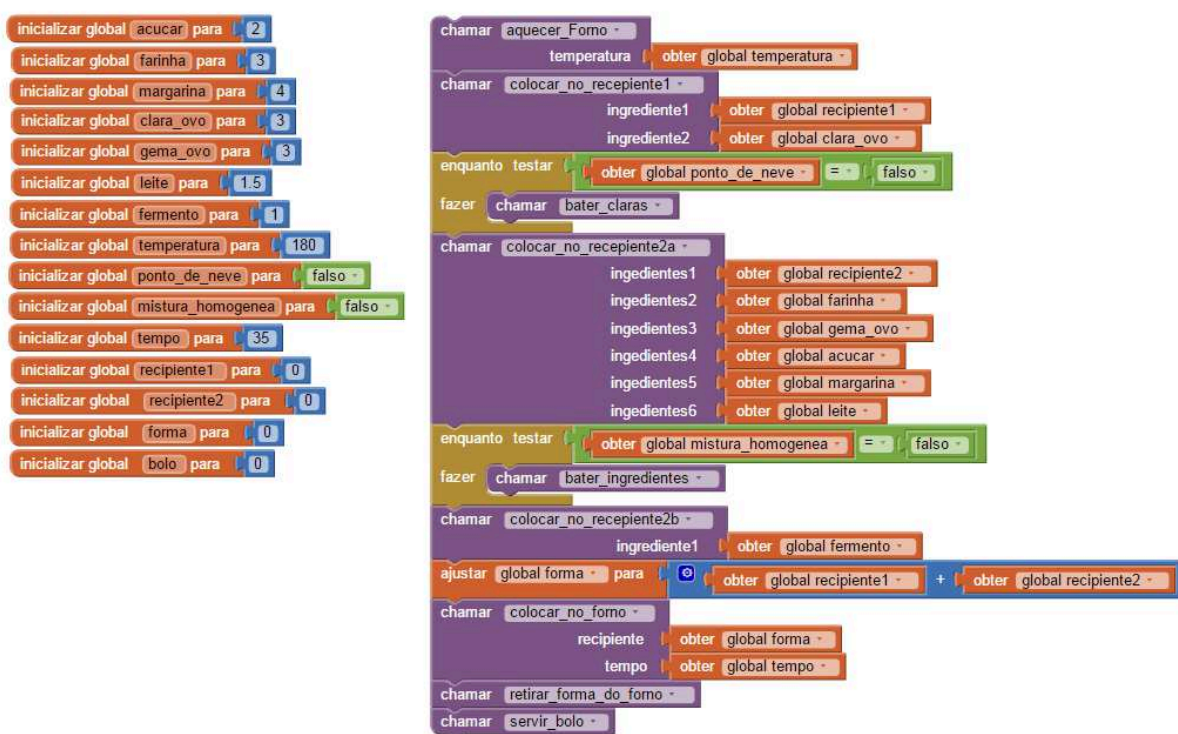 inicializar global acucar para 2
inicializar global farinha para 3
inicializar global margarina para 4
inicializar global clara_ovo para 3
inicializar global gema_ovo para 3
inicializar global leite para 1.5
inicializar global fermento para 1
inicializar global temperatura para 180
inicializar global ponto_de_neve para falso
inicializar global mistura_homogenea para falso
inicializar global tempo para 35
inicializar global recipiente1 para 0
inicializar global recipiente2 para 0
inicializar global forma para 0
inicializar global bolo para 0
chamar aquecer_Forno
temperatura obter global temperatura
chamar colocar_no_recepiente1
ingrediente1 obter global recipiente1
ingrediente2 obter global clara_ovo
enquanto testar obter global ponto_de_neve = falso
fazer chamar bater_claras
chamar colocar_no_recepiente2a
ingedientes1 obter global recipiente2
ingedientes2 obter global farinha
ingedientes3 obter global gema_ovo
ingedientes4 obter global acucar
ingedientes5 obter global margarina
ingedientes6 obter global leite
enquanto testar obter global mistura_homogenea = falso
fazer chamar bater_ingredientes
chamar colocar_no_recepiente2b
ingrediente1 obter global fermento
ajustar global forma para obter global recipiente1 + obter global recipiente2
chamar colocar_no_forno
recipiente obter global forma
tempo obter global tempo
chamar retirar_forma_do_forno
chamar servir_bolo